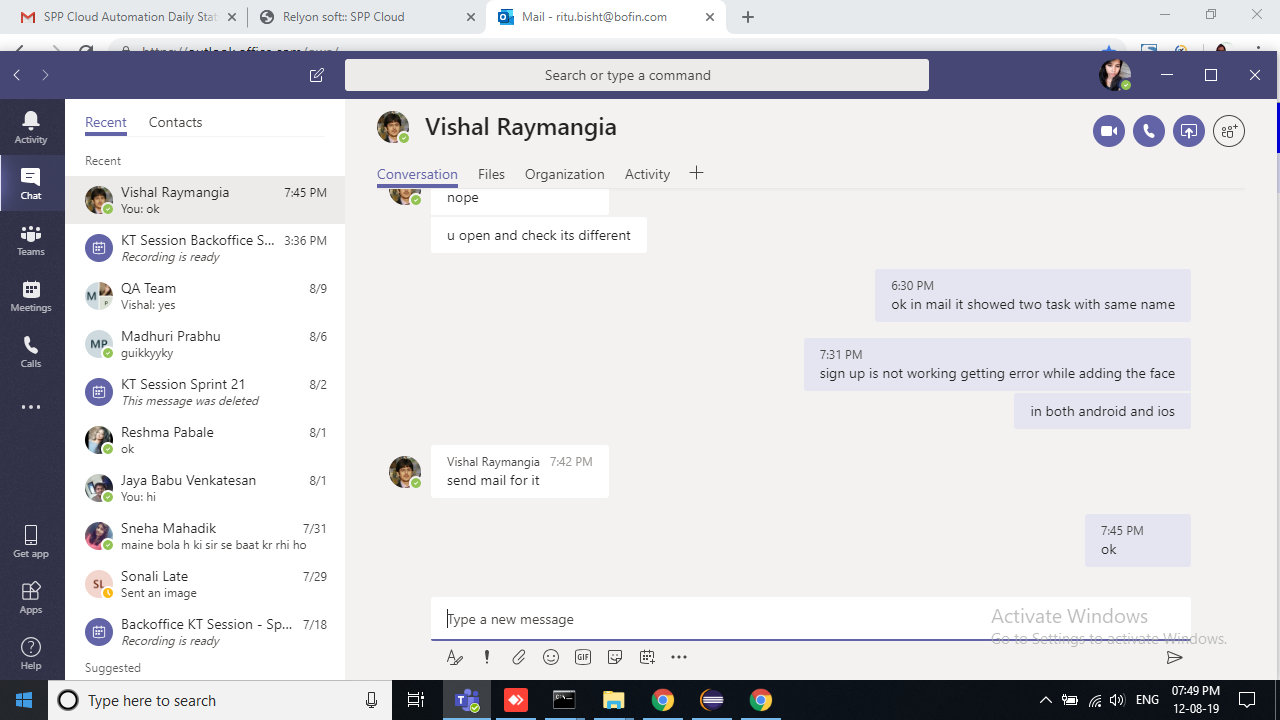 SPP Cloud Automation Daily Stat
Relyon soft:: SPP Cloud
Mail - ritu.bisht@bofin.com
Search or type a command
Activity
Chat
Teams
Meetings
Calls
Get app
Apps
Help
Recent
Contacts
Recent
Vishal Raymangia
7:45 PM
You: ok
KT Session Backoffice S...
3:36 PM
Recording is ready
QA Team
8/9
Vishal: yes
Madhuri Prabhu
8/6
guikkyyky
KT Session Sprint 21
8/2
This message was deleted
Reshma Pabale
8/1
ok
Jaya Babu Venkatesan
8/1
You: hi
Sneha Mahadik
7/31
maine bola h ki sir se baat kr rhi ho
Sonali Late
7/29
Sent an image
Backoffice KT Session - Sp...
7/18
Recording is ready
Suggested
M
P
MP
SL
Vishal Raymangia
Conversation
Files
Organization
Activity
nope
u open and check its different
6:30 PM
ok in mail it showed two task with same name
7:31 PM
sign up is not working getting error while adding the face
in both android and ios
Vishal Raymangia 7:42 PM
send mail for it
7:45 PM
ok
Type a new message
Activate Windows
Go to Settings to activate Windows.
GIF
Type here to search
ENG
07:49 PM
12-08-19